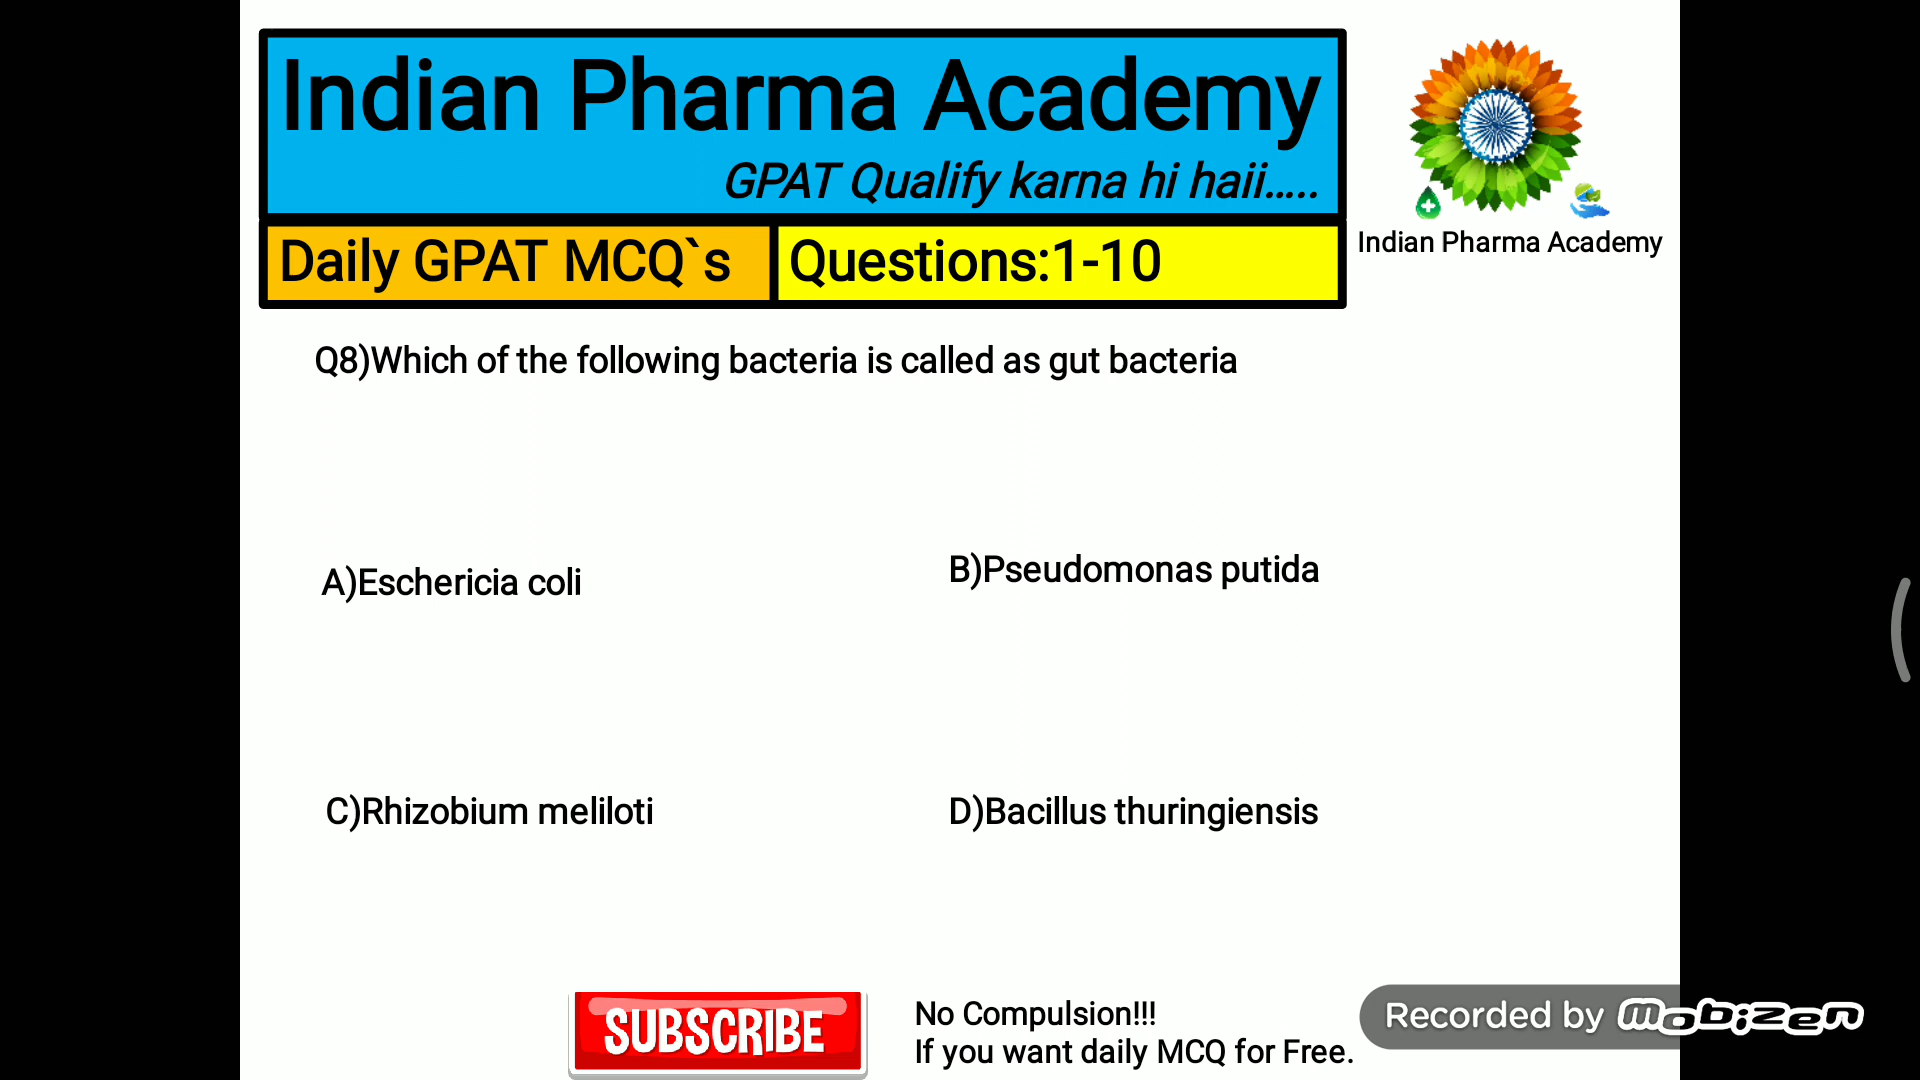 Indian Pharma Academy
GPAT Qualify karna hi haii.....
Daily GPAT MCQ`s
Questions:1-10
Indian Pharma Academy
Q8)Which of the following bacteria is called as gut bacteria
A)Eschericia coli
B)Pseudomonas putida
C)Rhizobium meliloti
D)Bacillus thuringiensis
SUBSCRIBE
No Compulsion!!!
If you want daily MCQ for Free.
Recorded by mobizen